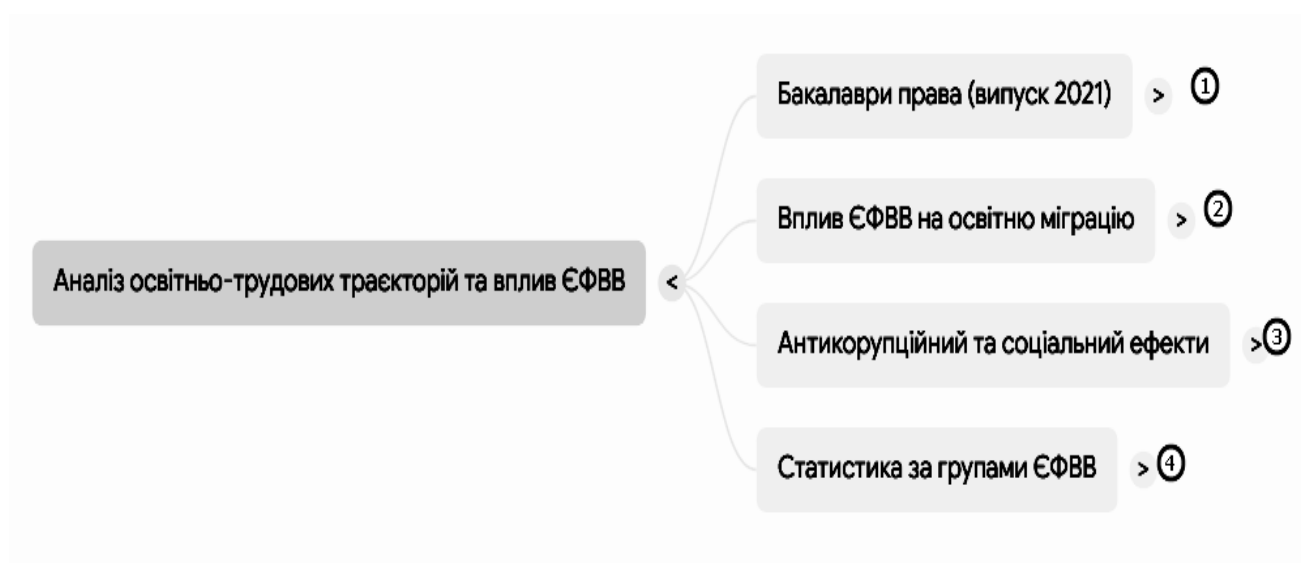 Бакалаври права (випуск 2021) > ①
Вплив ЄФВВ на освітню міграцію > ②
Аналіз освітньо-трудових траєкторій та вплив ЄФВВ <
Антикорупційний та соціальний ефекти > ③
Статистика за групами ЄФВВ > ④